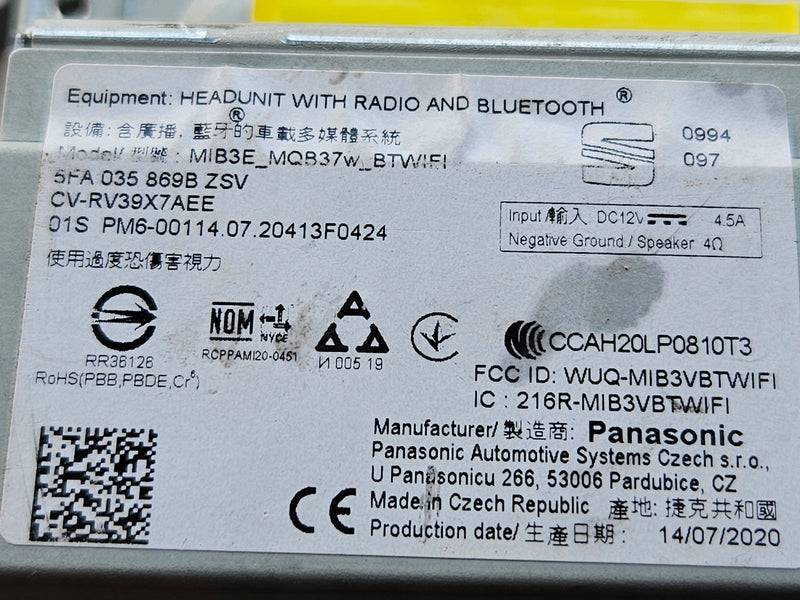 Equipment: HEADUNIT WITH RADIO AND BLUETOOTH ®
®
設備: 含廣播, 藍牙的車載多媒體系統
Model/ 型號 : MIB3E_MQB37w_BTWIFI
5FA 035 869B ZSV
CV-RV39X7AEE
01S PM6-00114.07.20413F0424
使用過度恐傷害視力
0994
097
Input /輸入 DC12V 4.5A
Negative Ground / Speaker 4Ω
RR36126
RoHS(PBB,PBDE,Cr⁶)
NOM
NYCE
RCPPAMI20-0451
И 005 19
CCAH20LP0810T3
FCC ID: WUQ-MIB3VBTWIFI
IC : 216R-MIB3VBTWIFI
Manufacturer/ 製造商: Panasonic
Panasonic Automotive Systems Czech s.r.o.,
U Panasonicu 266, 53006 Pardubice, CZ
CE
Made in Czech Republic 產地: 捷克共和國
Production date/ 生產日期 : 14/07/2020